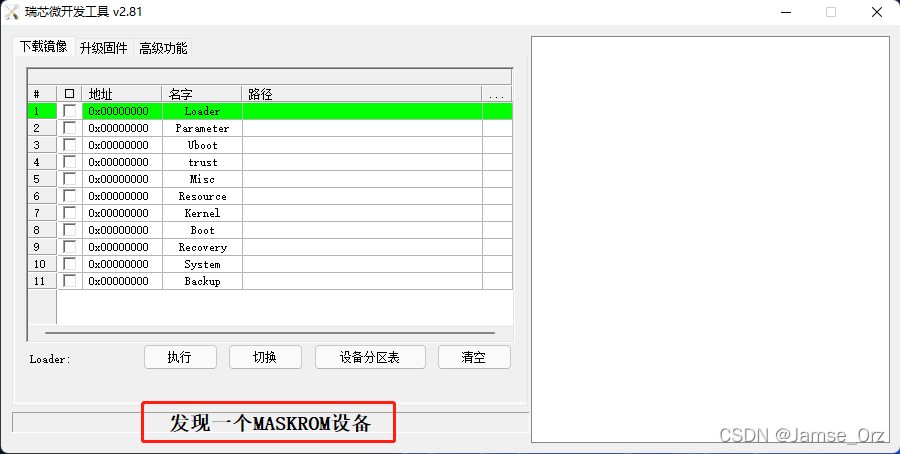 瑞芯微开发工具 v2.81
下载镜像 升级固件 高级功能
# 地址 名字 路径 ...
1 0x00000000 Loader
2 0x00000000 Parameter
3 0x00000000 Uboot
4 0x00000000 trust
5 0x00000000 Misc
6 0x00000000 Resource
7 0x00000000 Kernel
8 0x00000000 Boot
9 0x00000000 Recovery
10 0x00000000 System
11 0x00000000 Backup
Loader: 执行 切换 设备分区表 清空
发现一个MASKROM设备
CSDN @Jamse_Orz